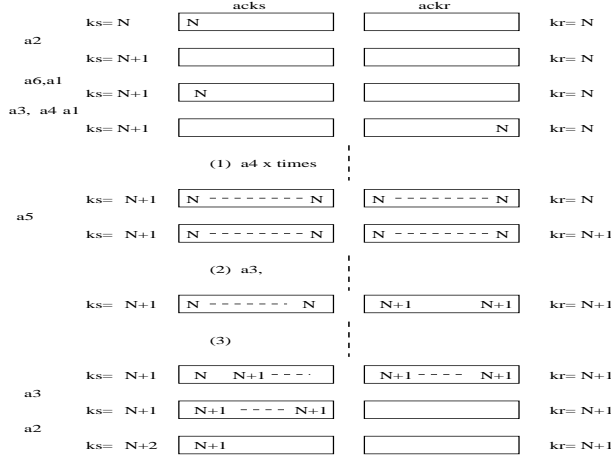 acks ackr
ks= N N kr= N
a2
ks= N+1 kr= N
a6,a1
ks= N+1 N kr= N
a3, a4 a1
ks= N+1 N kr= N
(1) a4 x times
ks= N+1 N N N N kr= N
a5
ks= N+1 N N N N kr= N+1
(2) a3,
ks= N+1 N N N+1 N+1 kr= N+1
(3)
ks= N+1 N N+1 N+1 N+1 kr= N+1
a3
ks= N+1 N+1 N+1 kr= N+1
a2
ks= N+2 N+1 kr= N+1